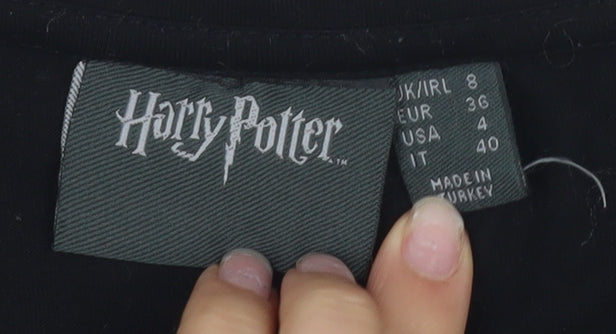 Harry Potter™
UK/IRL 8
EUR 36
USA 4
IT 40
MADE IN
TURKEY